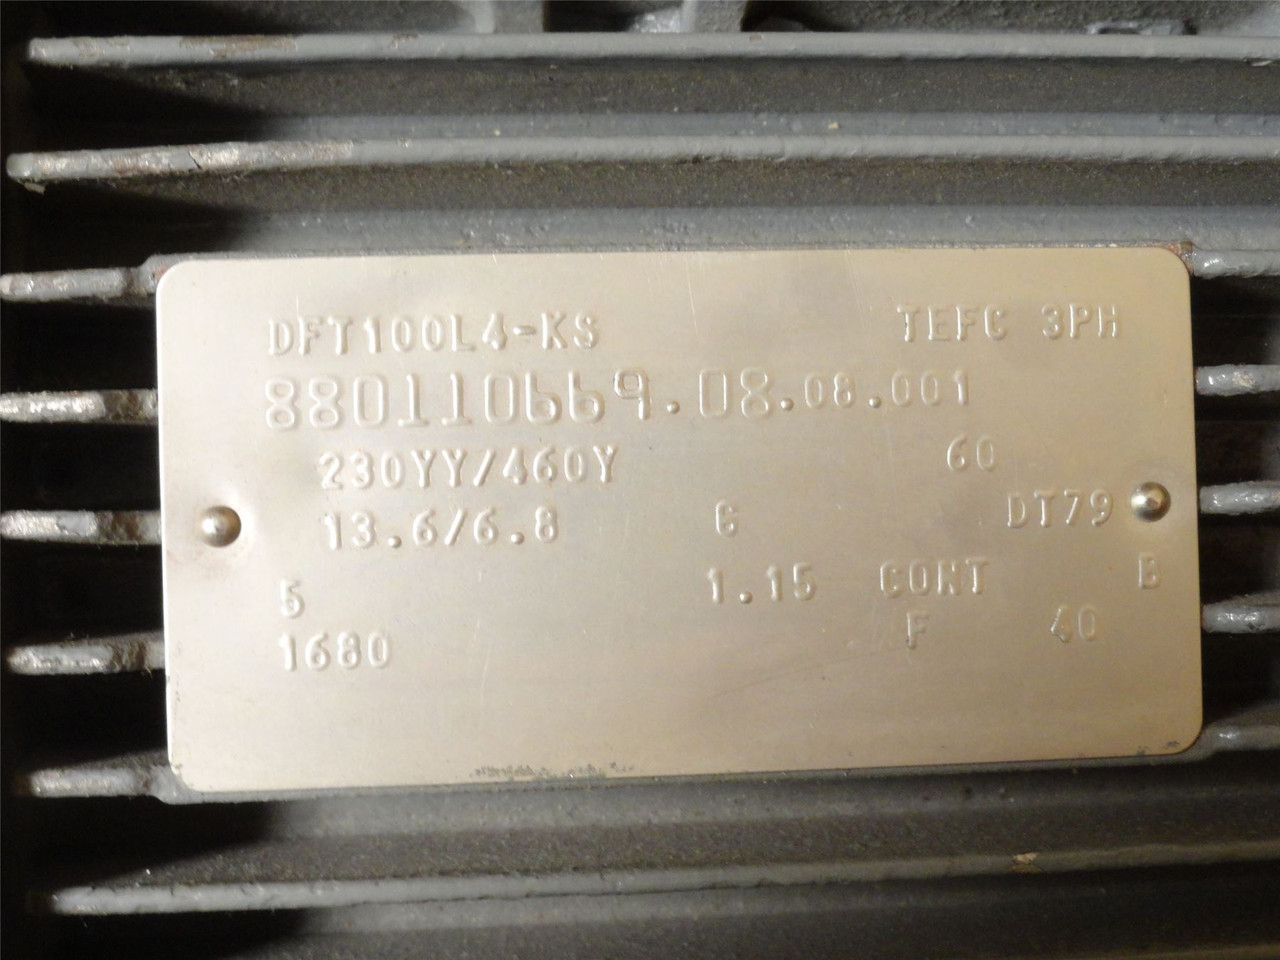 DFT100L4-KS TEFC 3PH
880110669.08.08.001
230YY/460Y 60
13.6/6.8 G DT79
5 1.15 CONT B
1680 F 40